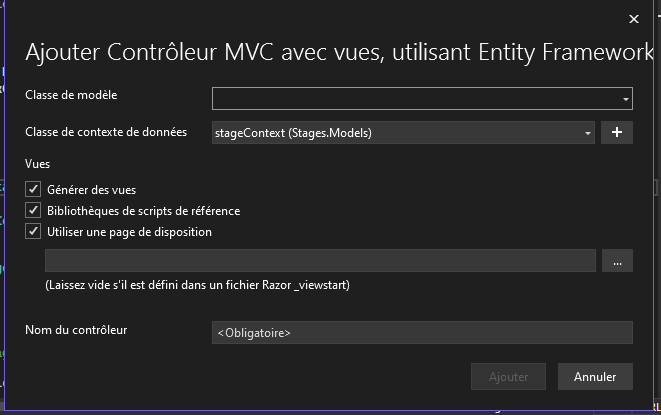 Ajouter Contrôleur MVC avec vues, utilisant Entity Framework
Classe de modèle
Classe de contexte de données
stageContext (Stages.Models)
+
Vues
Générer des vues
Bibliothèques de scripts de référence
Utiliser une page de disposition
...
(Laissez vide s'il est défini dans un fichier Razor _viewstart)
Nom du contrôleur
<Obligatoire>
Ajouter
Annuler